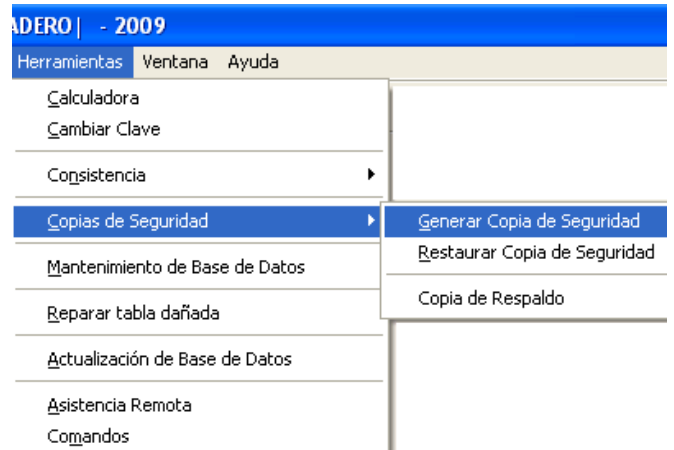 ADERO| - 2009
Herramientas Ventana Ayuda
Calculadora
Cambiar Clave
Consistencia
Copias de Seguridad
Generar Copia de Seguridad
Restaurar Copia de Seguridad
Mantenimiento de Base de Datos
Copia de Respaldo
Reparar tabla dañada
Actualización de Base de Datos
Asistencia Remota
Comandos